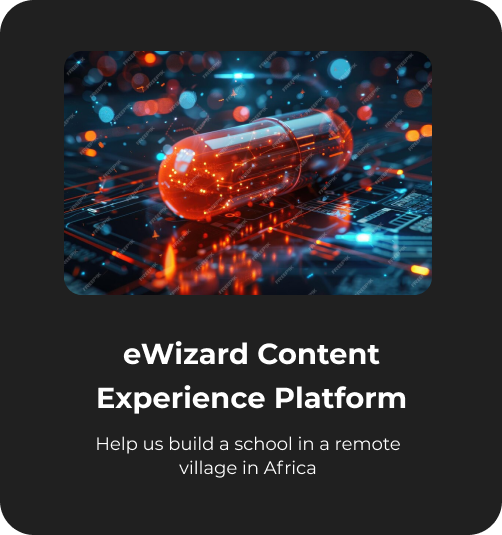 eWizard Content
Experience Platform
Help us build a school in a remote
village in Africa